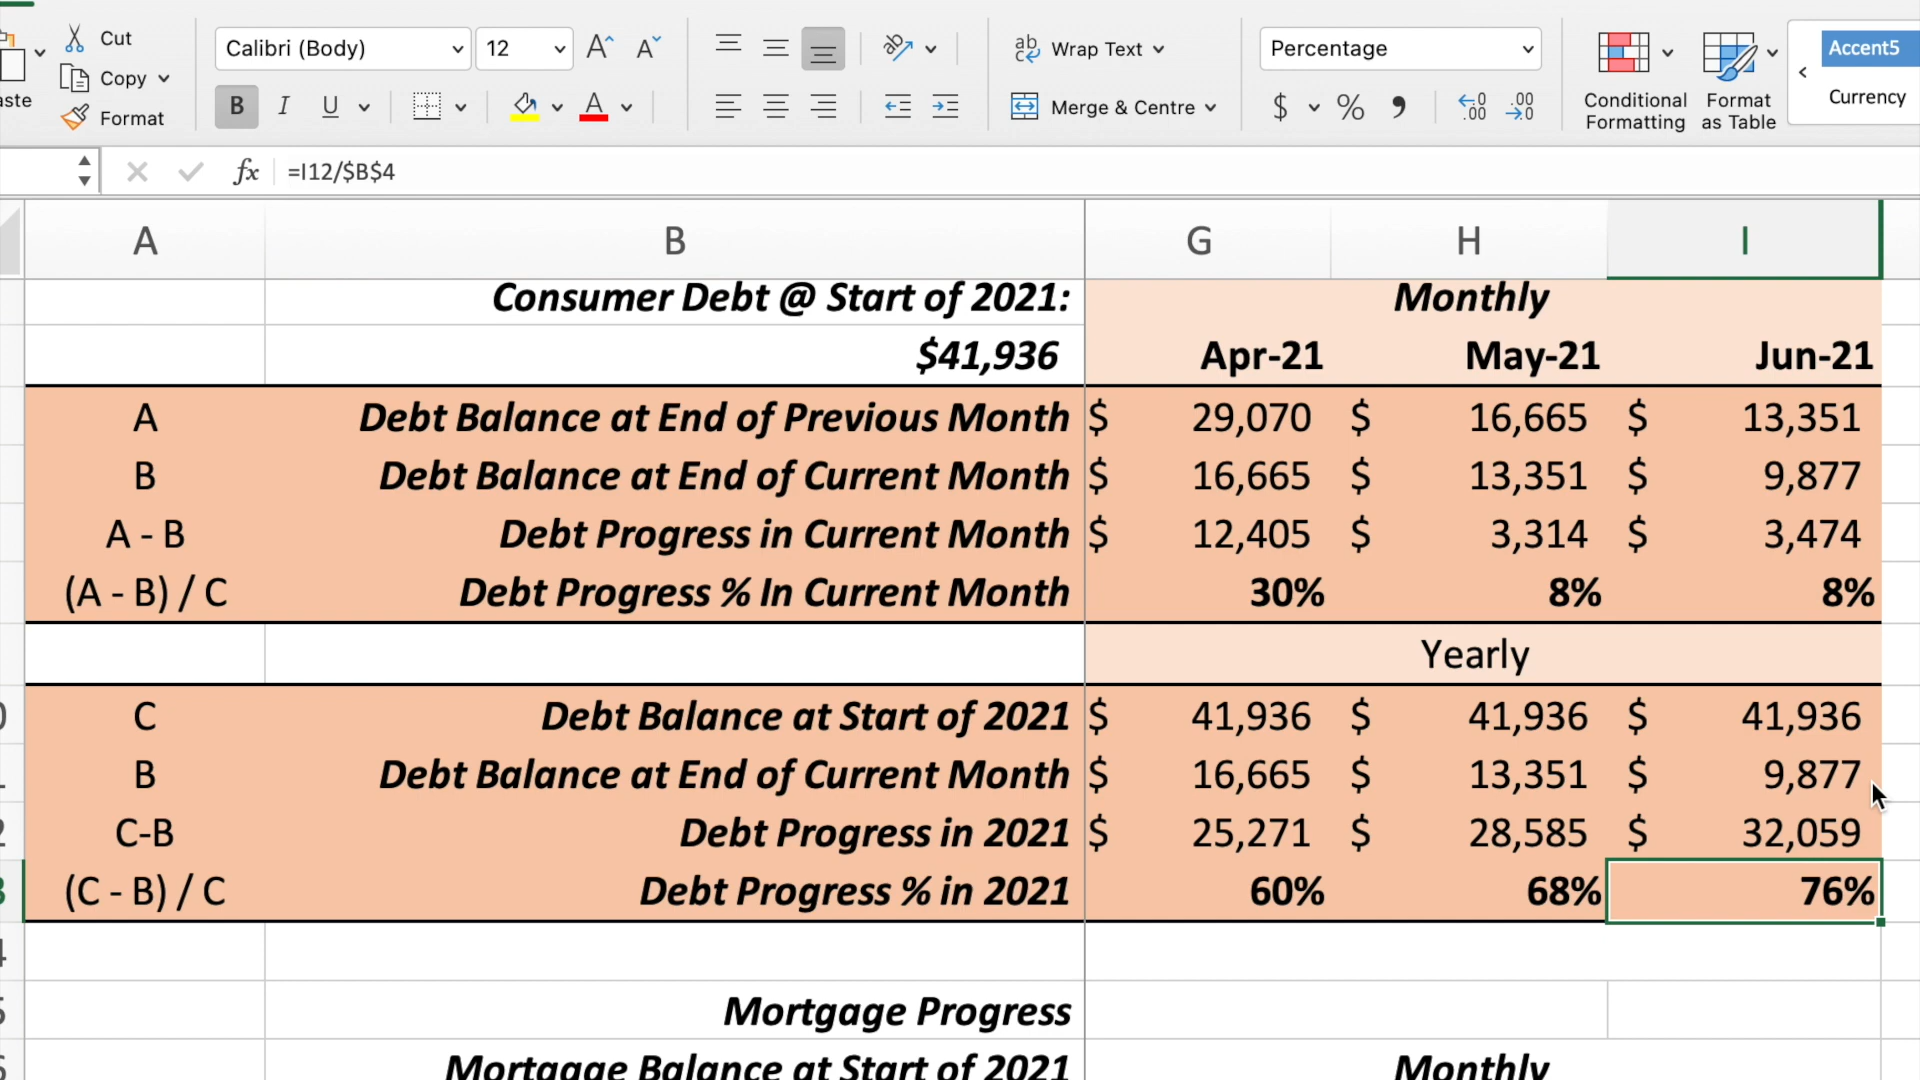 Cut
Calibri (Body) 12 Wrap Text Percentage Accent5
Copy
aste
Format
B I U A Merge & Centre $ % Conditional Formatting Format as Table Currency
fx =I12/$B$4
A B G H I
Consumer Debt @ Start of 2021: Monthly
$41,936 Apr-21 May-21 Jun-21
A Debt Balance at End of Previous Month $ 29,070 $ 16,665 $ 13,351
B Debt Balance at End of Current Month $ 16,665 $ 13,351 $ 9,877
A - B Debt Progress in Current Month $ 12,405 $ 3,314 $ 3,474
(A - B) / C Debt Progress % In Current Month 30% 8% 8%
Yearly
C Debt Balance at Start of 2021 $ 41,936 $ 41,936 $ 41,936
B Debt Balance at End of Current Month $ 16,665 $ 13,351 $ 9,877
C-B Debt Progress in 2021 $ 25,271 $ 28,585 $ 32,059
(C - B) / C Debt Progress % in 2021 60% 68% 76%
Mortgage Progress
Mortgage Balance at Start of 2021 Monthly